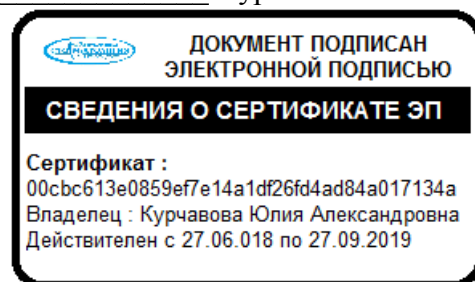 ДОКУМЕНТ ПОДПИСАН
ЭЛЕКТРОННОЙ ПОДПИСЬЮ
СВЕДЕНИЯ О СЕРТИФИКАТЕ ЭП
Сертификат :
00cbc613e0859ef7e14a1df26fd4ad84a017134a
Владелец : Курчавова Юлия Александровна
Действителен с 27.06.018 по 27.09.2019